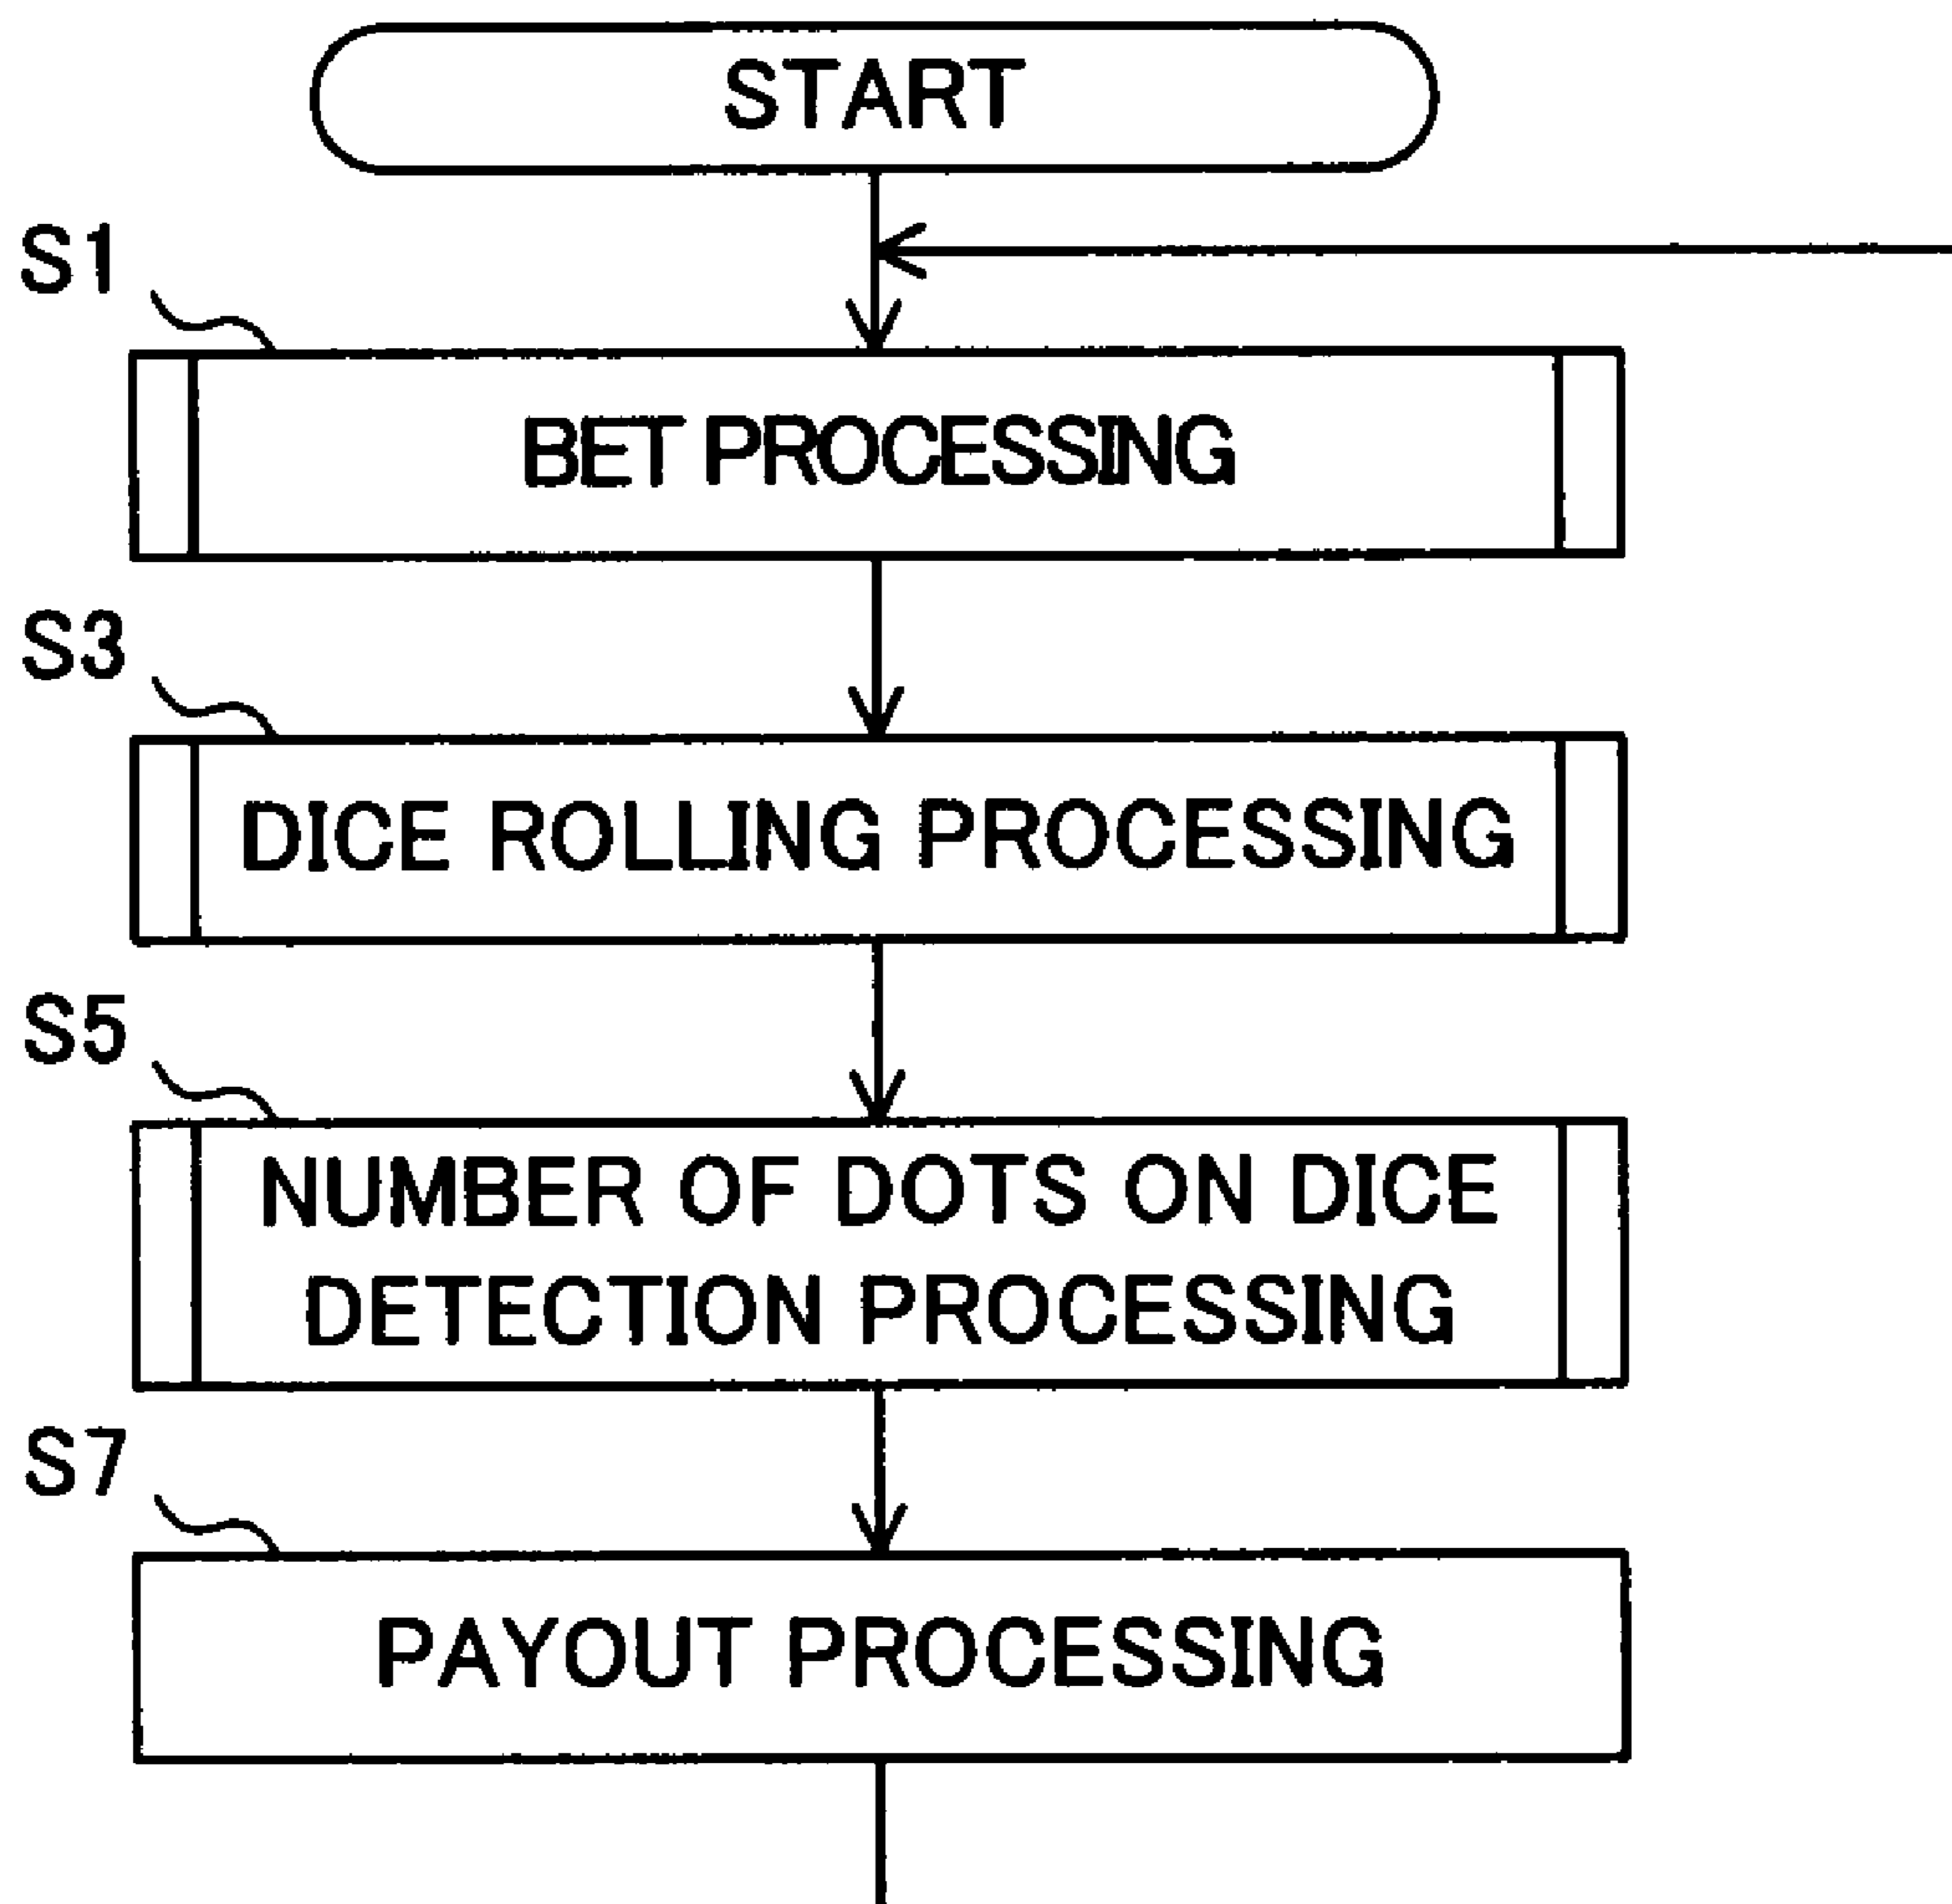 START
S1
BET PROCESSING
S3
DICE ROLLING PROCESSING
S5
NUMBER OF DOTS ON DICE
DETECTION PROCESSING
S7
PAYOUT PROCESSING